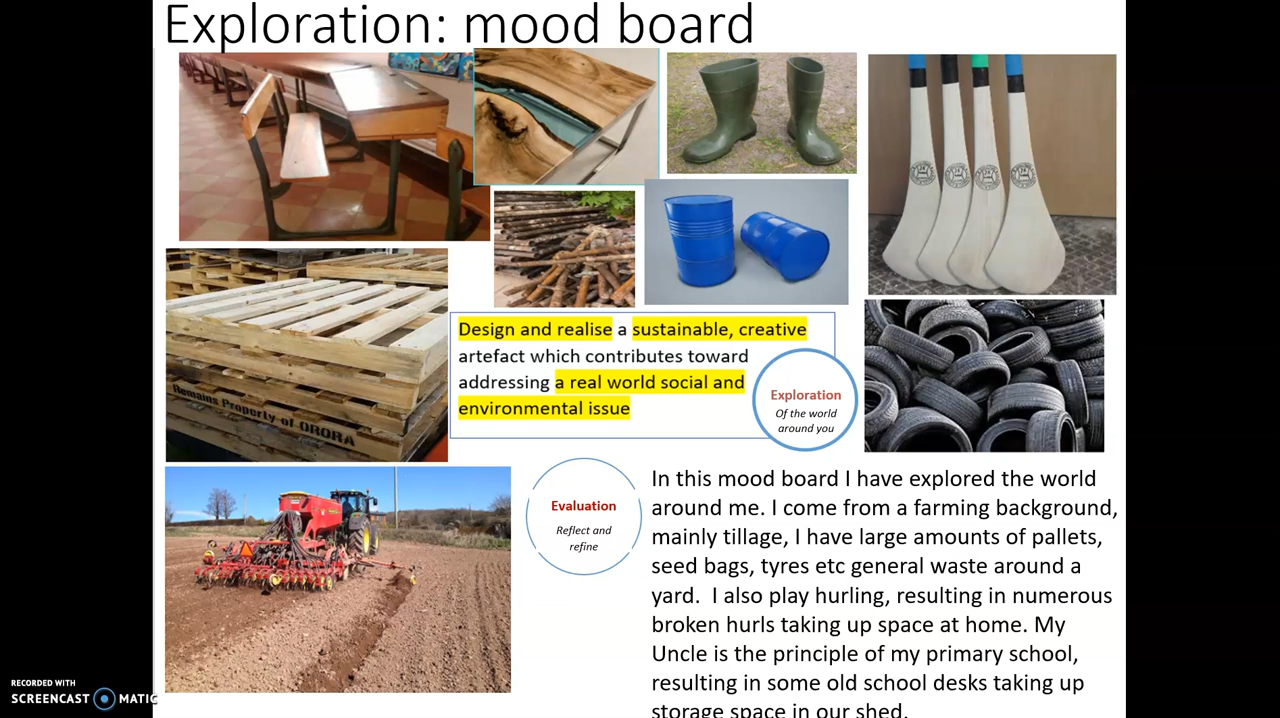 Exploration: mood board
Remains Property of ORORA
Design and realise a sustainable, creative
artefact which contributes toward
addressing a real world social and
environmental issue
Exploration
Of the world
around you
Evaluation
Reflect and
refine
In this mood board I have explored the world
around me. I come from a farming background,
mainly tillage, I have large amounts of pallets,
seed bags, tyres etc general waste around a
yard.  I also play hurling, resulting in numerous
broken hurls taking up space at home. My
Uncle is the principle of my primary school,
resulting in some old school desks taking up
storage space in our shed.
RECORDED WITH
SCREENCAST MATIC